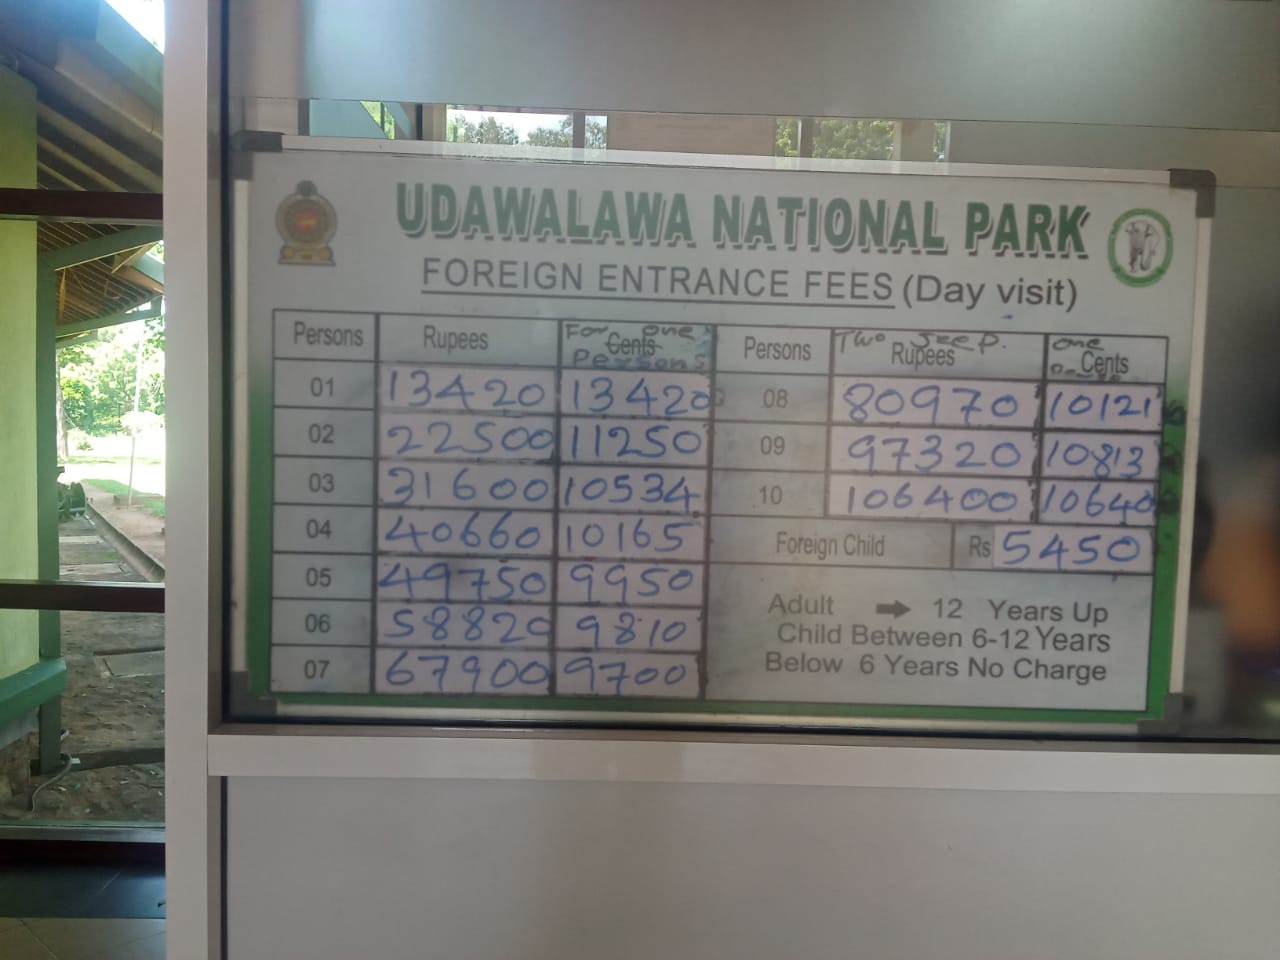 UDAWALAWA NATIONAL PARK
FOREIGN ENTRANCE FEES (Day visit)
Persons Rupees For one Cents Persons
01 13420 13420
02 22500 11250
03 31600 10534
04 40660 10165
05 49750 9950
06 58820 9810
07 67900 9700
Persons Two Jeep. Rupees one Cents
08 80970 10121
09 97320 10813
10 106400 10640
Foreign Child Rs 5450
Adult ➡ 12 Years Up
Child Between 6-12 Years
Below 6 Years No Charge